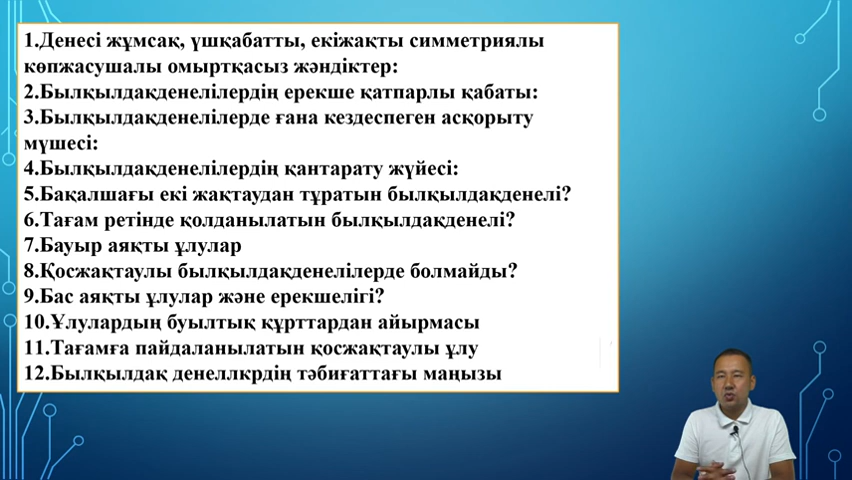 1.Денесі жұмсақ, үшқабатты, екіжақты симметриялы
көпжасушалы омыртқасыз жәндіктер:
2.Былқылдақденелілердің ерекше қатпарлы қабаты:
3.Былқылдақденелілерде ғана кездеспеген асқорыту
мүшесі:
4.Былқылдақденелілердің қантарату жүйесі:
5.Бақалшағы екі жақтаудан тұратын былқылдақденелі?
6.Тағам ретінде қолданылатын былқылдақденелі?
7.Бауыр аяқты ұлулар
8.Қосжақтаулы былқылдақденелілерде болмайды?
9.Бас аяқты ұлулар және ерекшелігі?
10.Ұлулардың буылтық құрттардан айырмасы
11.Тағамға пайдаланылатын қосжақтаулы ұлу
12.Былқылдақ денеллкрдің тәбиғаттағы маңызы